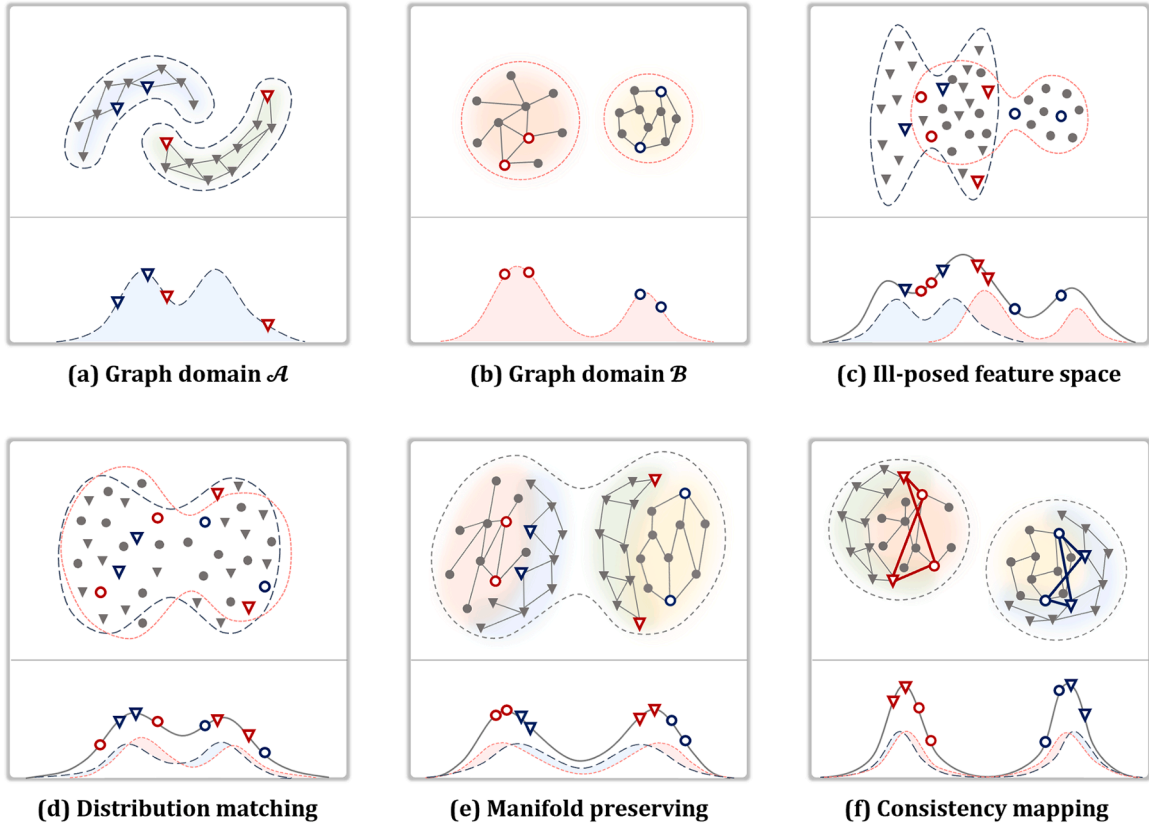 (a) Graph domain 𝒜
(b) Graph domain ℬ
(c) Ill-posed feature space
(d) Distribution matching
(e) Manifold preserving
(f) Consistency mapping